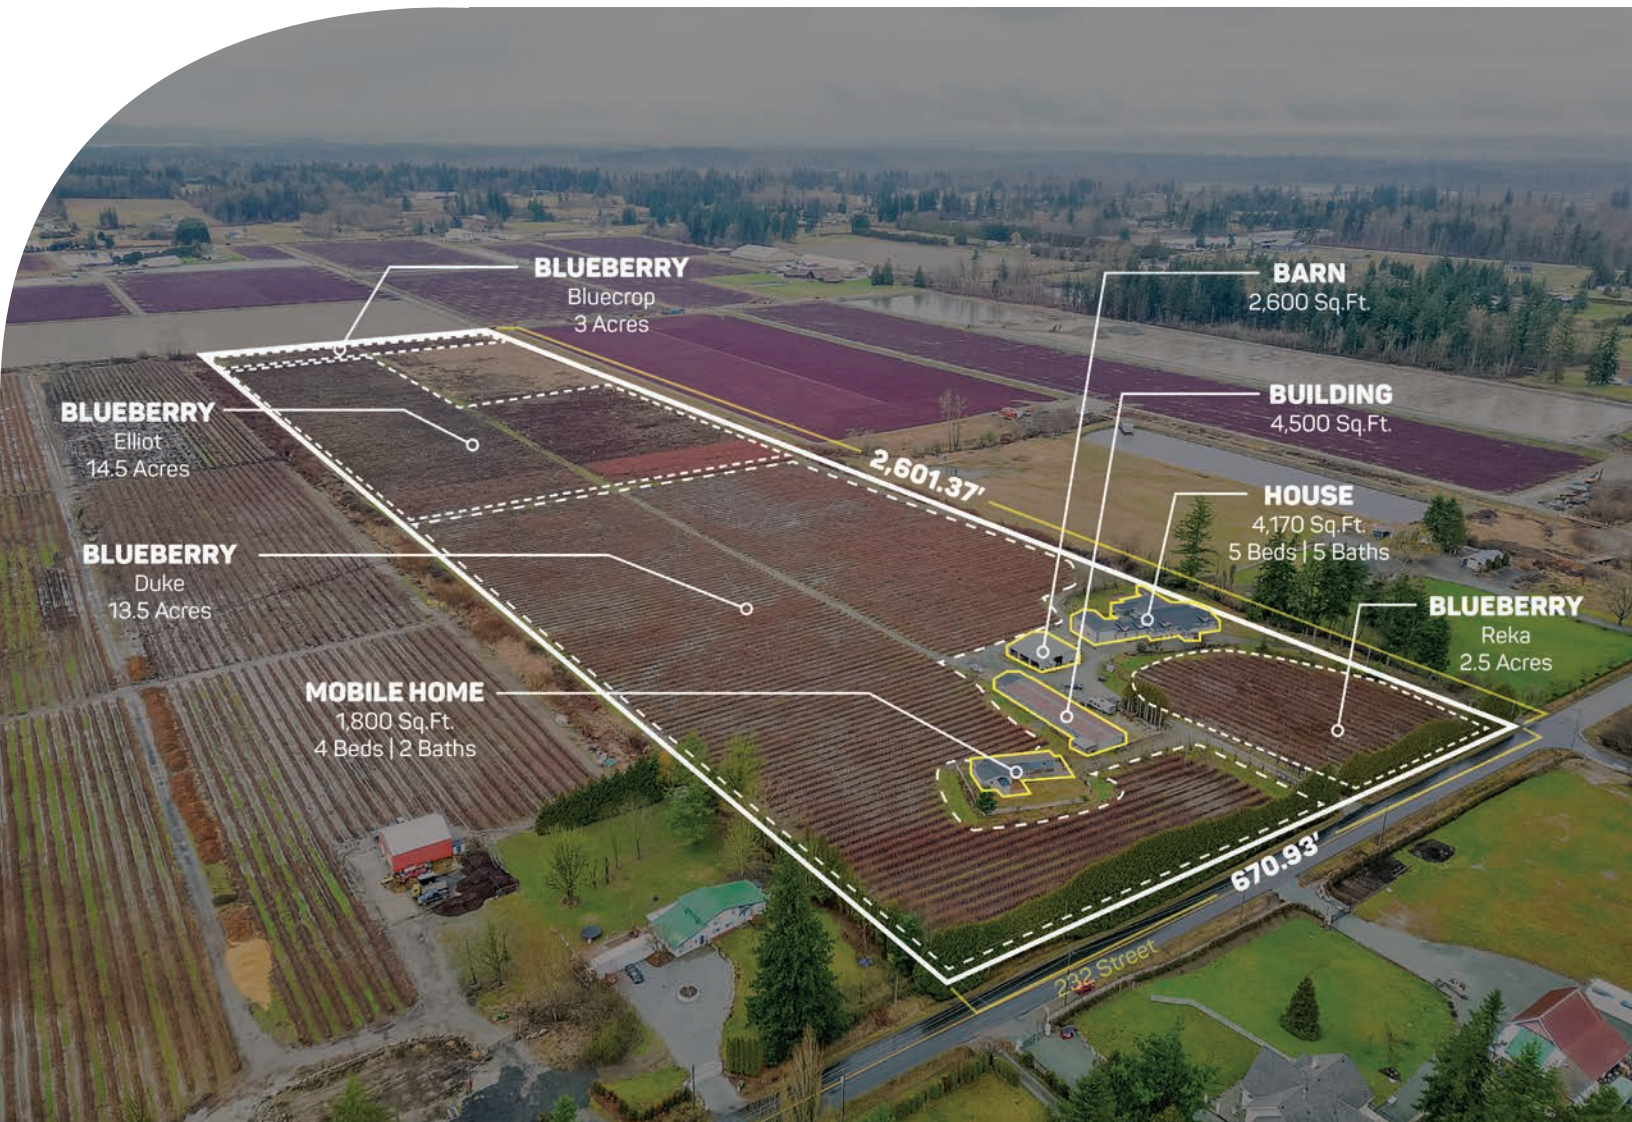 BLUEBERRY
Bluecrop
3 Acres
BARN
2,600 Sq.Ft.
BLUEBERRY
Elliot
14.5 Acres
BUILDING
4,500 Sq.Ft.
2,601.37'
HOUSE
4,170 Sq.Ft.
5 Beds | 5 Baths
BLUEBERRY
Duke
13.5 Acres
BLUEBERRY
Reka
2.5 Acres
MOBILE HOME
1,800 Sq.Ft.
4 Beds | 2 Baths
670.93'
232 Street